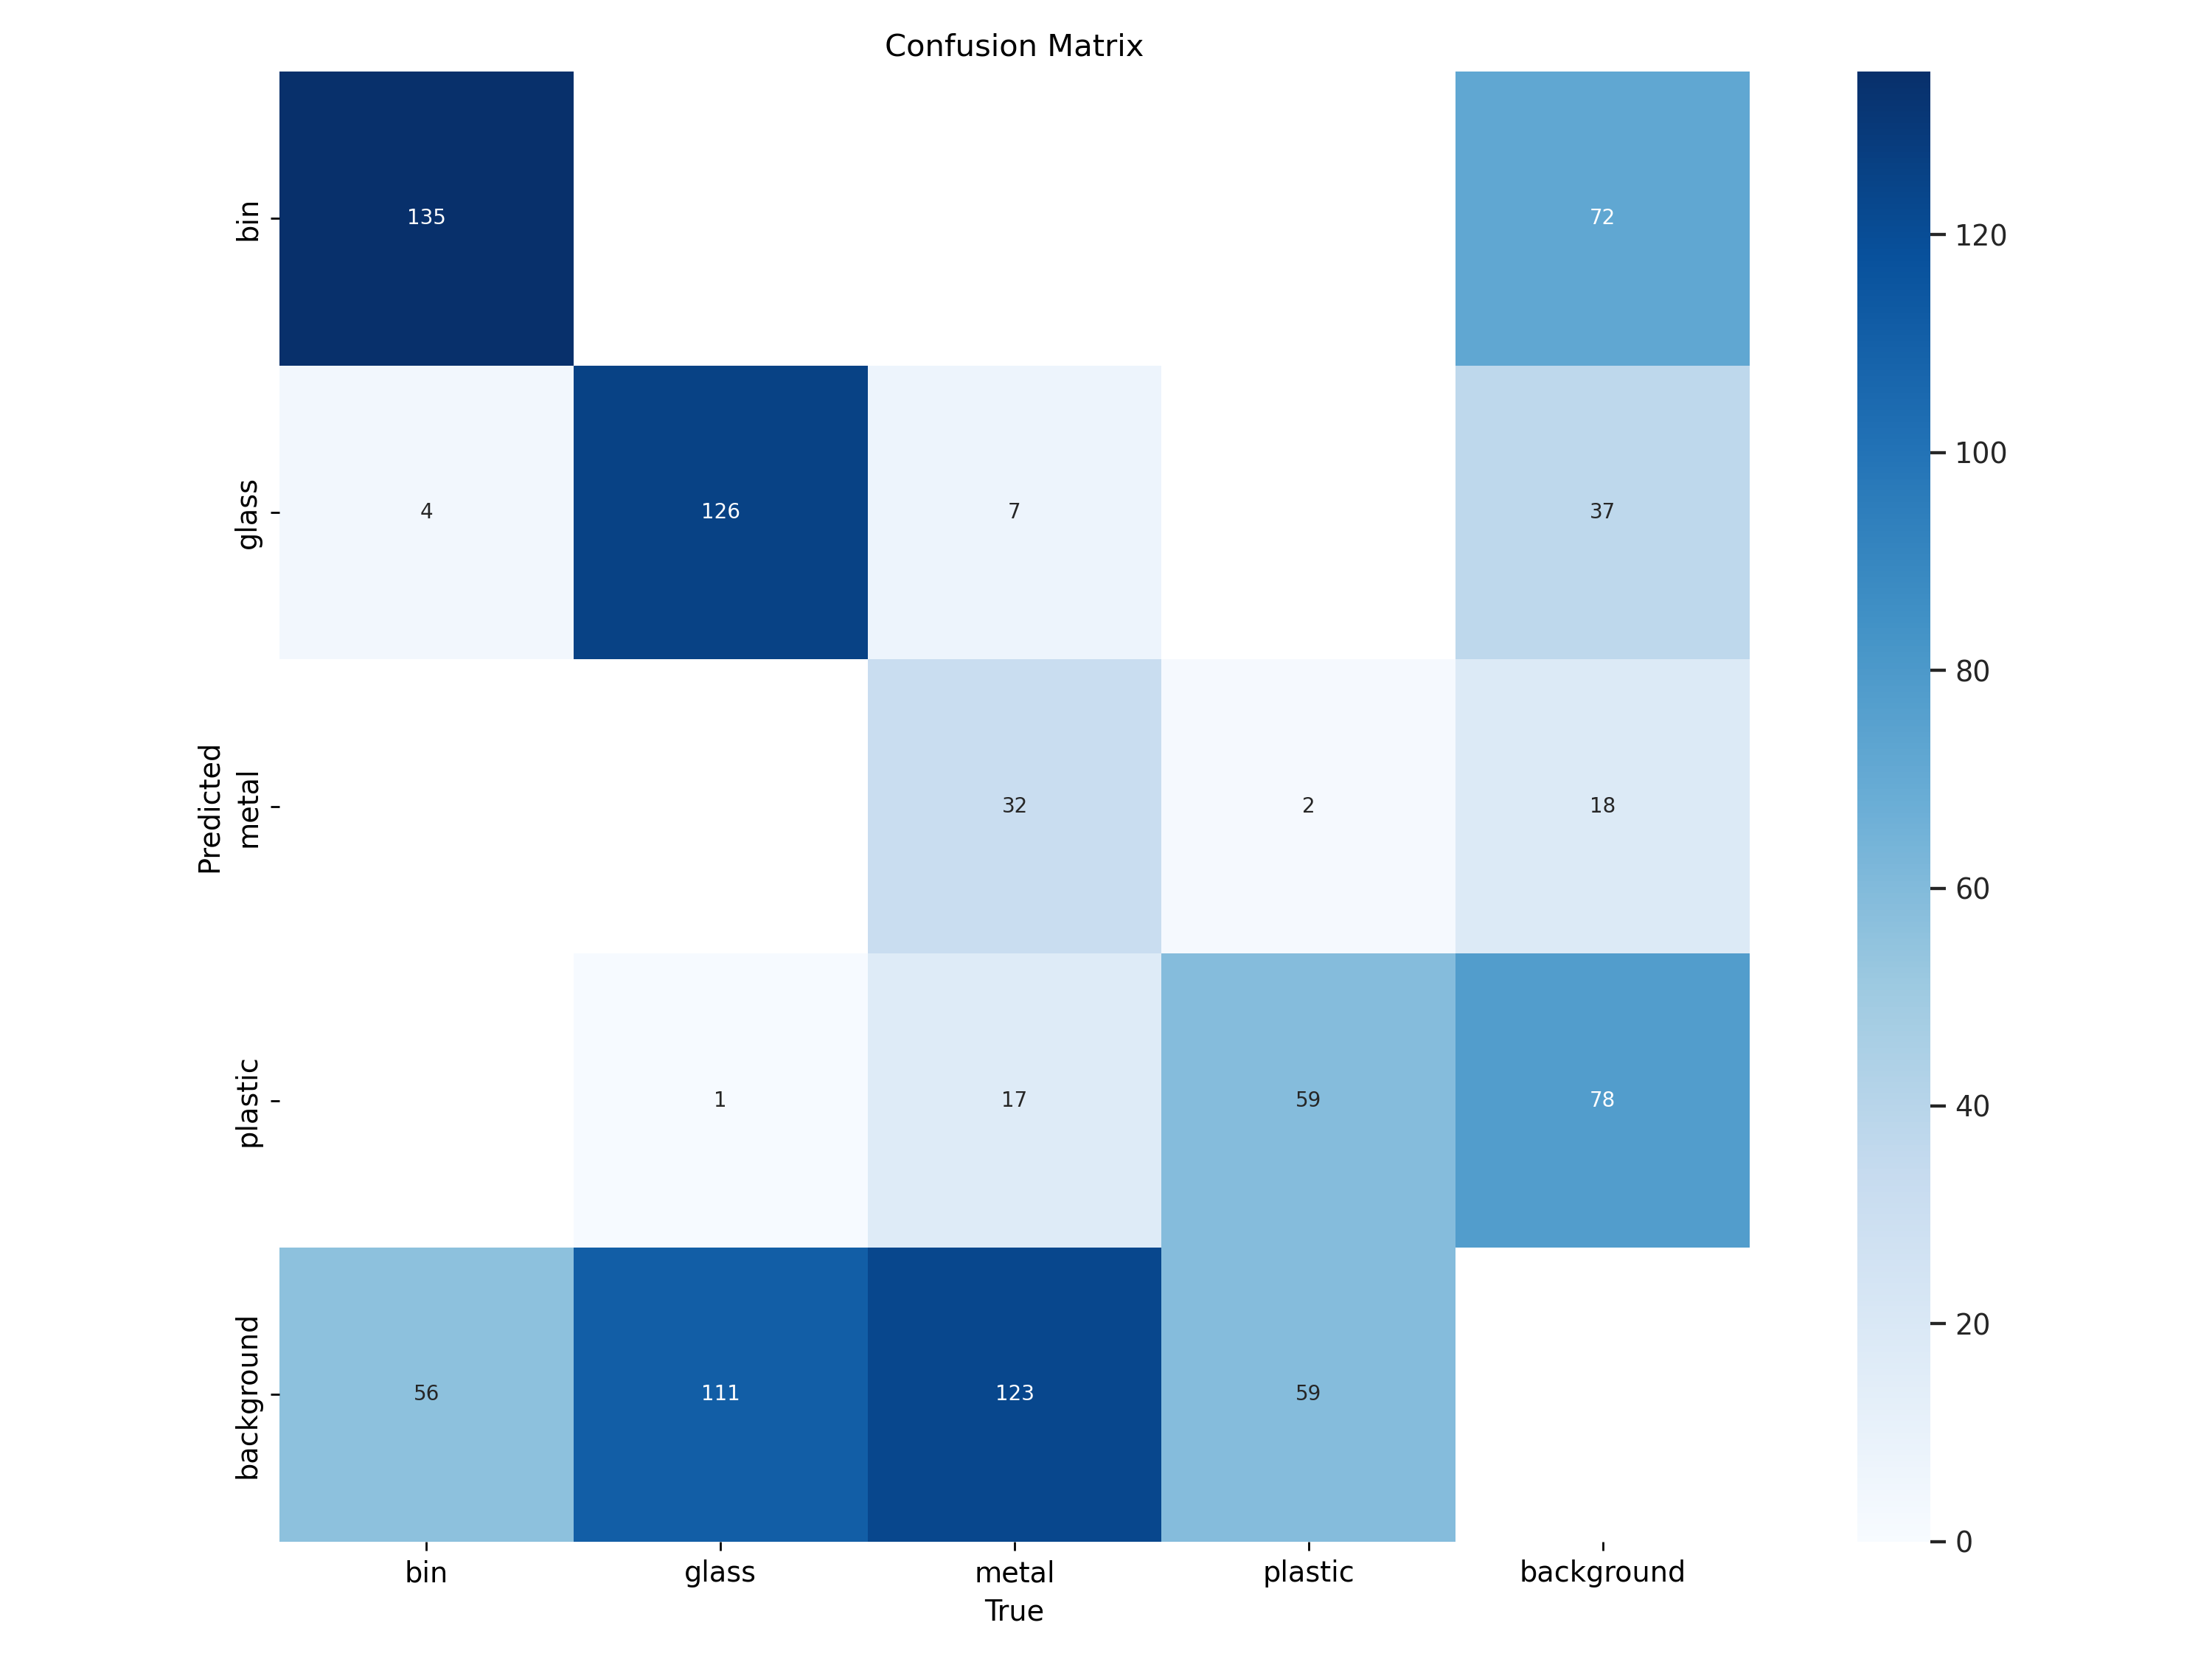 Confusion Matrix
bin
135
72
120
glass
4
126
7
37
100
Predicted
metal
32
2
18
80
60
plastic
1
17
59
78
40
background
56
111
123
59
20
0
bin
glass
metal
plastic
background
True